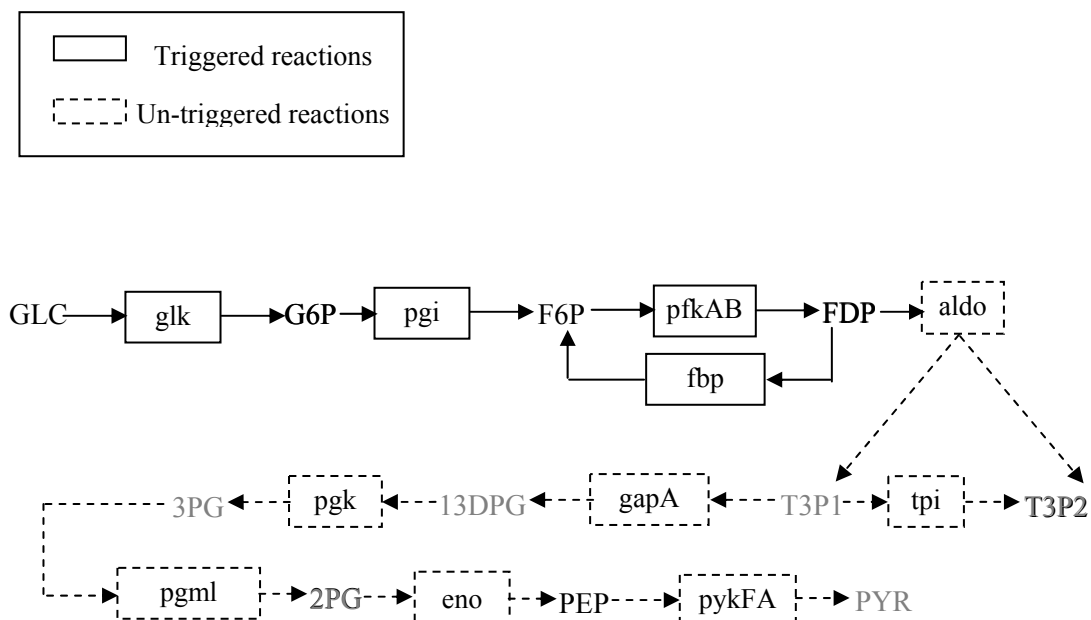 Triggered reactions
Un-triggered reactions
GLC glk G6P pgi F6P pfkAB FDP aldo
fbp
3PG pgk 13DPG gapA T3P1 tpi T3P2
pgml 2PG eno PEP pykFA PYR